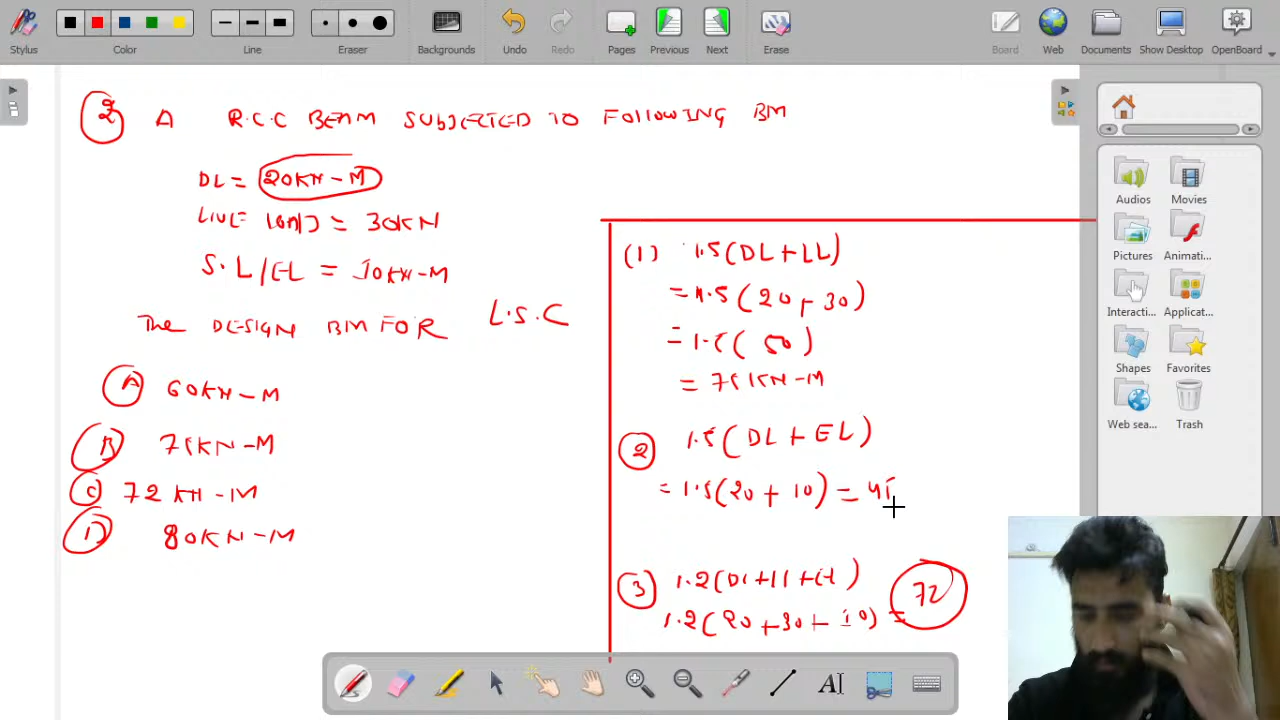 Stylus
Color
Line
Eraser
Backgrounds
Undo
Redo
Pages
Previous
Next
Erase
Board
Web
Documents
Show Desktop
OpenBoard
2 A R.C.C BEAM SUBJECTED TO FOLLOWING BM
DL = 20KN-M
LIVE LOAD = 30KN
S.L/EL = 10KN-M
The DESIGN BM FOR L.S.C
A 60KN-M
B 75KN-M
C 72KN-M
D 80KN-M
(1) 1.5(DL+LL)
= 1.5(20+30)
= 1.5(50)
= 75KN-M
2 1.5(DL+EL)
= 1.5(20+10) = 45
3 1.2(DL+LL+EL)
1.2(20+30+10) = 72
Audios
Movies
Pictures
Animati...
Interacti...
Applicat...
Shapes
Favorites
Web sea...
Trash
AI